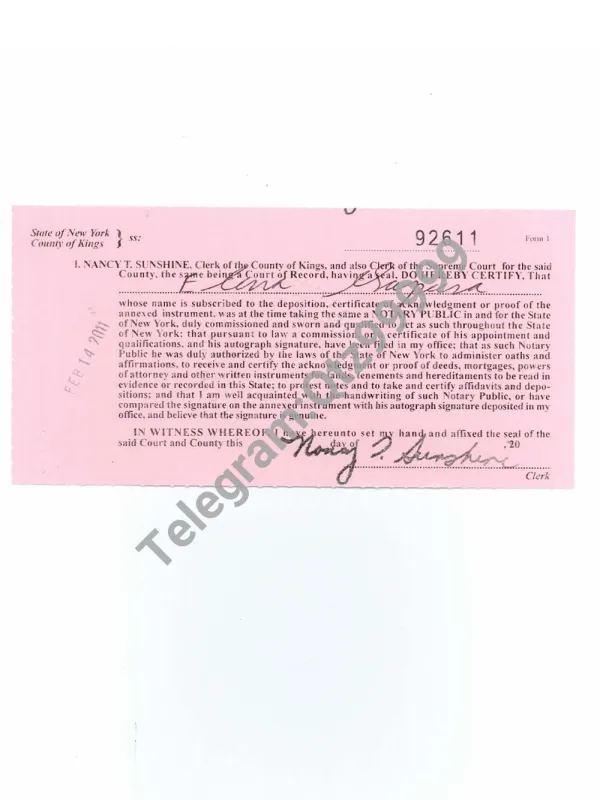 State of New York
County of Kings } ss:
92611
Form 1
I, NANCY T. SUNSHINE, Clerk of the County of Kings, and also Clerk of the Supreme Court for the said
County, the same being a Court of Record, having a seal, DO HEREBY CERTIFY, That
Elena
whose name is subscribed to the deposition, certificate of acknowledgment or proof of the
annexed instrument, was at the time taking the same a NOTARY PUBLIC in and for the State
of New York, duly commissioned and sworn and qualified to act as such throughout the State
of New York; that pursuant to law a commission or a certificate of his appointment and
qualifications, and his autograph signature, have been filed in my office; that as such Notary
Public he was duly authorized by the laws of the State of New York to administer oaths and
affirmations, to receive and certify the acknowledgment or proof of deeds, mortgages, powers
of attorney and other written instruments for lands, tenements and hereditaments to be read in
evidence or recorded in this State; to protest notes and to take and certify affidavits and depo-
sitions; and that I am well acquainted with the handwriting of such Notary Public, or have
compared the signature on the annexed instrument with his autograph signature deposited in my
office, and believe that the signature is genuine.
IN WITNESS WHEREOF, I have hereunto set my hand and affixed the seal of the
said Court and County this day of , 20
Nancy T Sunshine
Clerk
FEB 14 2011